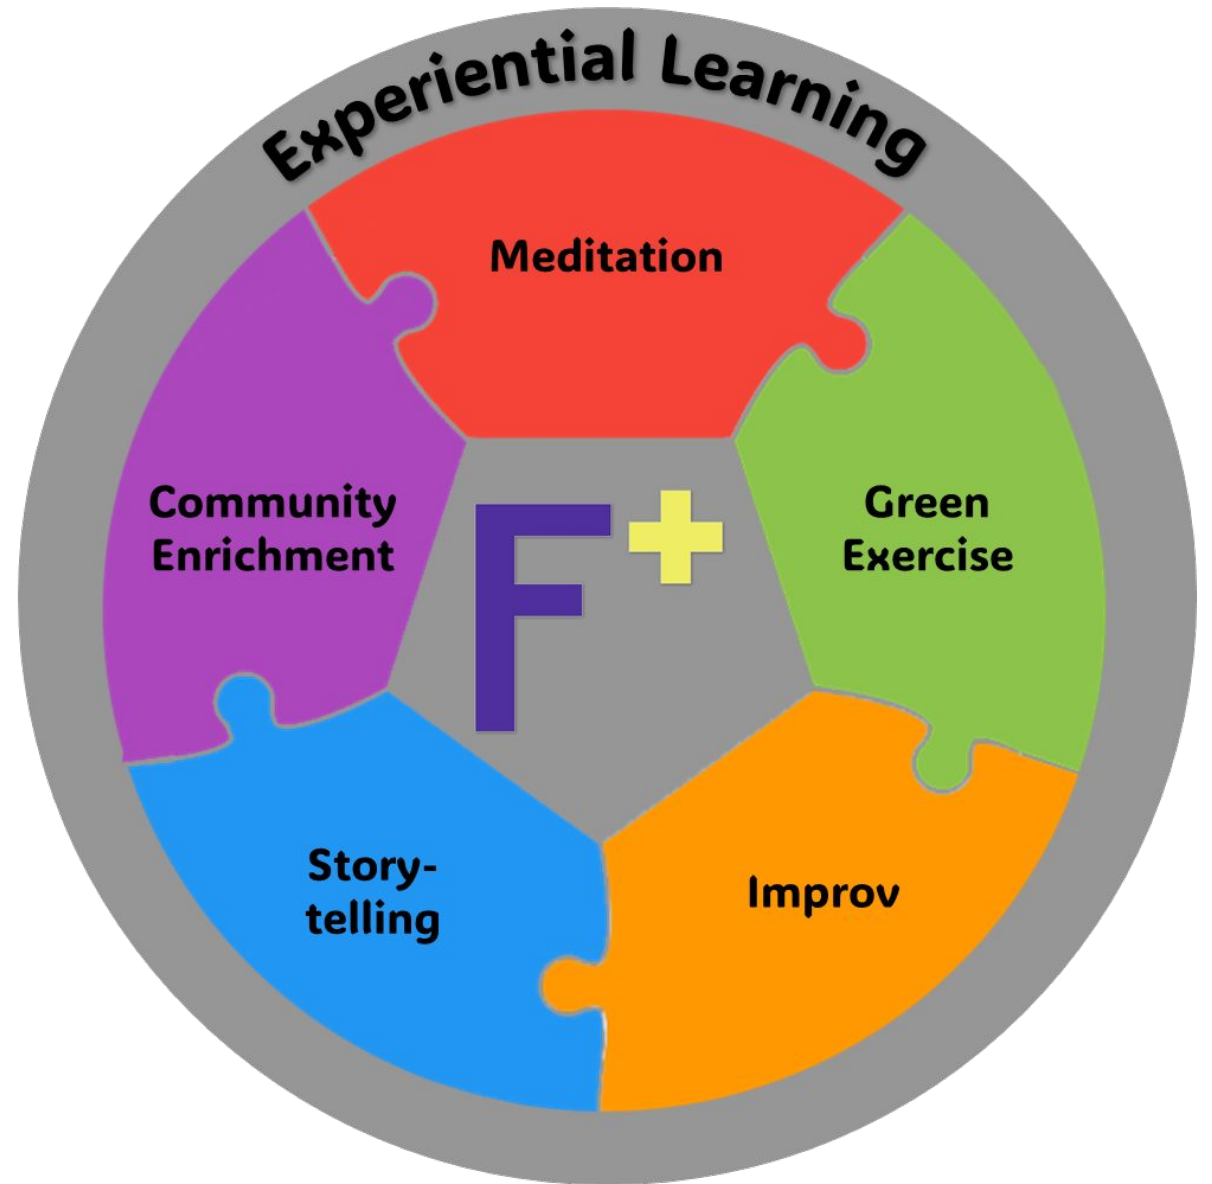 Experiential Learning
Meditation
Community
Enrichment
Green
Exercise
F+
Story-
telling
Improv